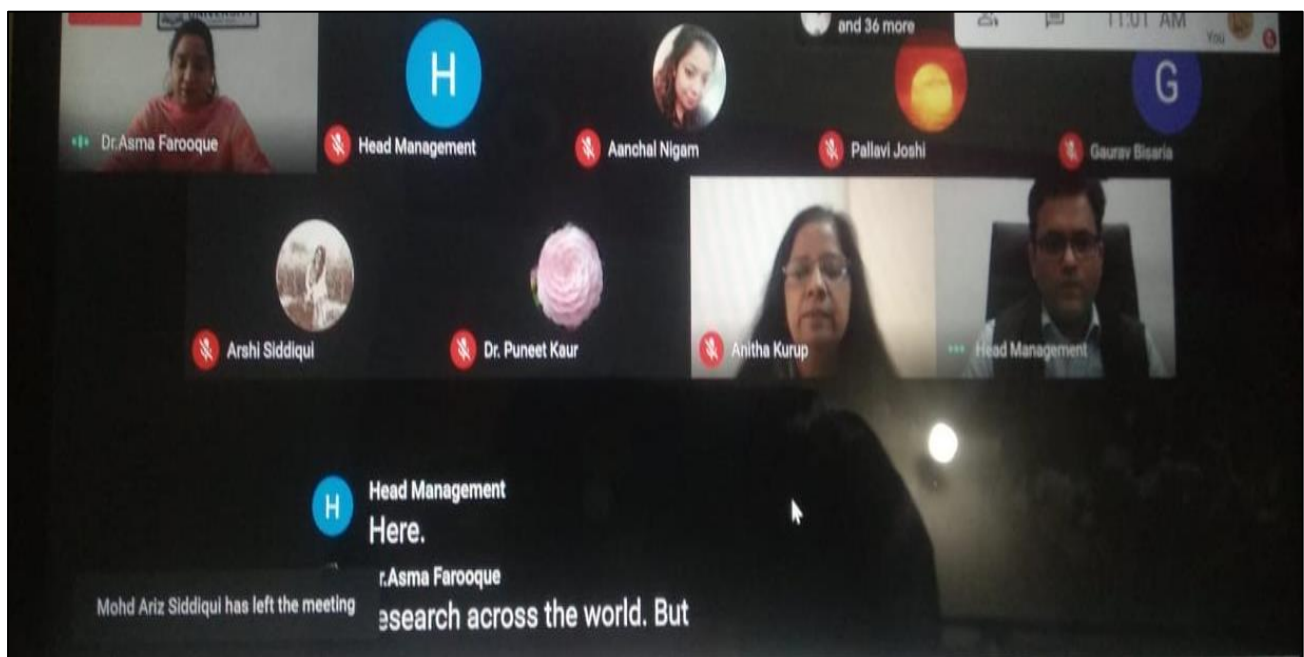 and 36 more
11:01 AM
You
H
G
Dr.Asma Farooque
Head Management
Aanchal Nigam
Pallavi Joshi
Gaurav Bisaria
Arshi Siddiqui
Dr. Puneet Kaur
Anitha Kurup
Head Management
H
Head Management
Here.
r.Asma Farooque
Mohd Ariz Siddiqui has left the meeting
esearch across the world. But